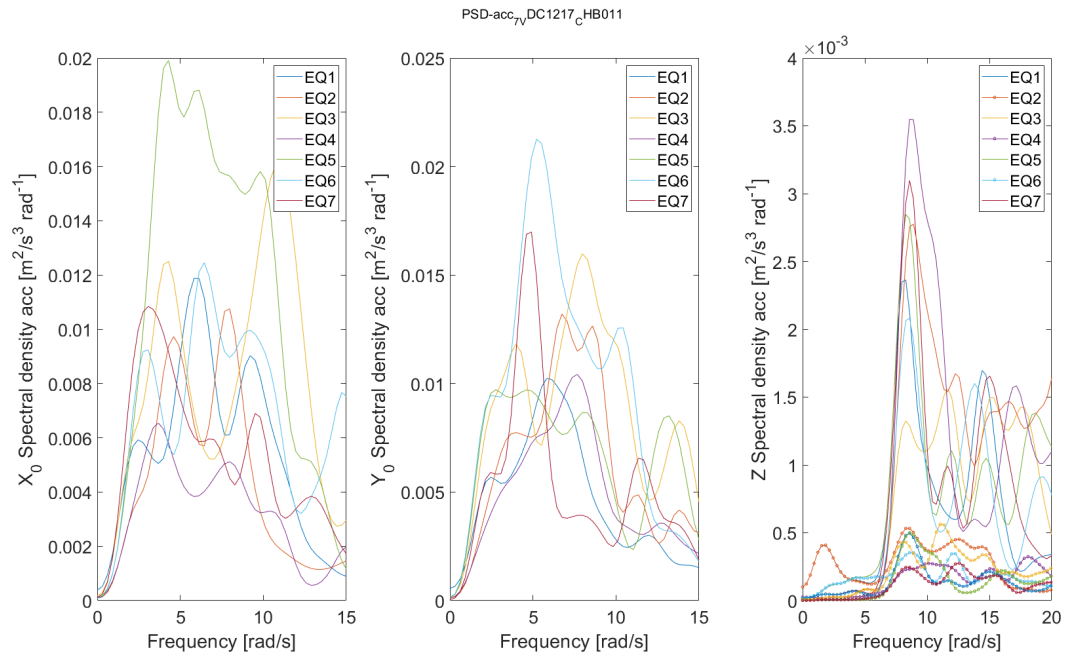 PSD-acc7VDC1217CHB011
X0 Spectral density acc [m2/s3 rad-1]
0.02
0.018
0.016
0.014
0.012
0.01
0.008
0.006
0.004
0.002
0
0 5 10 15
Frequency [rad/s]
EQ1
EQ2
EQ3
EQ4
EQ5
EQ6
EQ7
Y0 Spectral density acc [m2/s3 rad-1]
0.025
0.02
0.015
0.01
0.005
0
0 5 10 15
Frequency [rad/s]
EQ1
EQ2
EQ3
EQ4
EQ5
EQ6
EQ7
Z Spectral density acc [m2/s3 rad-1]
×10-3
4
3.5
3
2.5
2
1.5
1
0.5
0
0 5 10 15 20
Frequency [rad/s]
EQ1
EQ2
EQ3
EQ4
EQ5
EQ6
EQ7